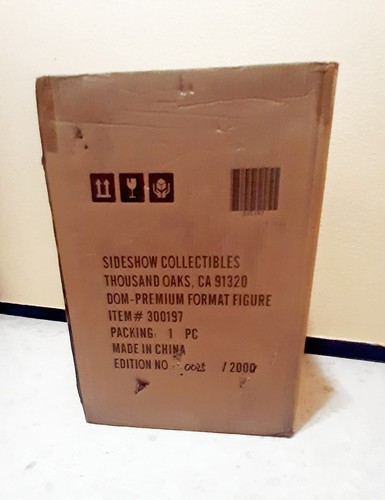 SIDESHOW COLLECTIBLES
THOUSAND OAKS, CA 91320
DOM-PREMIUM FORMAT FIGURE
ITEM# 300197
PACKING: 1 PC
MADE IN CHINA
EDITION NO. 0028 / 2000